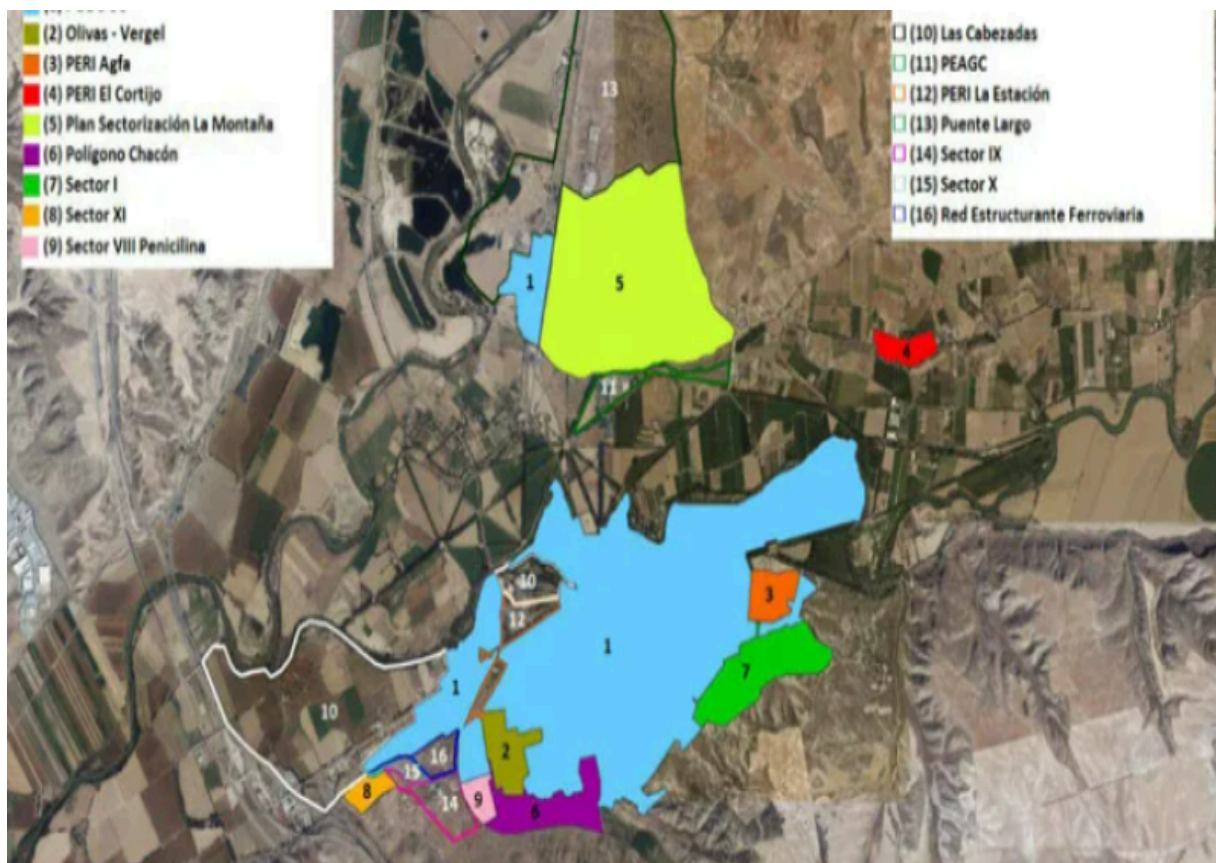 (2) Olivas - Vergel
(3) PERI Agfa
(4) PERI El Cortijo
(5) Plan Sectorización La Montaña
(6) Polígono Chacón
(7) Sector I
(8) Sector XI
(9) Sector VIII Penicilina
(10) Las Cabezadas
(11) PEAGC
(12) PERI La Estación
(13) Puente Largo
(14) Sector IX
(15) Sector X
(16) Red Estructurante Ferroviaria
13
1
5
4
11
10
12
3
1
7
1
10
2
16
15
8
14
9
6